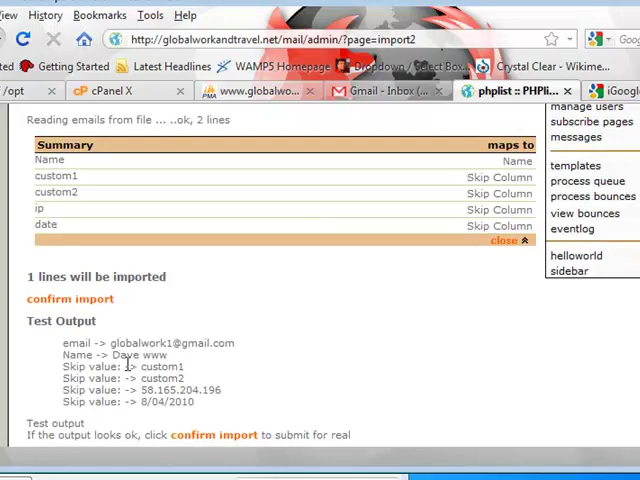 View History Bookmarks Tools Help
http://globalworkandtravel.net/mail/admin/?page=import2
Getting Started Latest Headlines WAMP5 Homepage Dropdown / Select Box... Crystal Clear - Wikime...
/opt cPanel X www.globalwo... Gmail - Inbox (... phplist :: PHPli... iGoogle
manage users
subscribe pages
messages
templates
process queue
process bounces
view bounces
eventlog
helloworld
sidebar
Reading emails from file ... ..ok, 2 lines
Summary maps to
Name Name
custom1 Skip Column
custom2 Skip Column
ip Skip Column
date Skip Column
close
1 lines will be imported
confirm import
Test Output
email -> globalwork1@gmail.com
Name -> Dave www
Skip value: -> custom1
Skip value: -> custom2
Skip value: -> 58.165.204.196
Skip value: -> 8/04/2010
Test output
If the output looks ok, click confirm import to submit for real